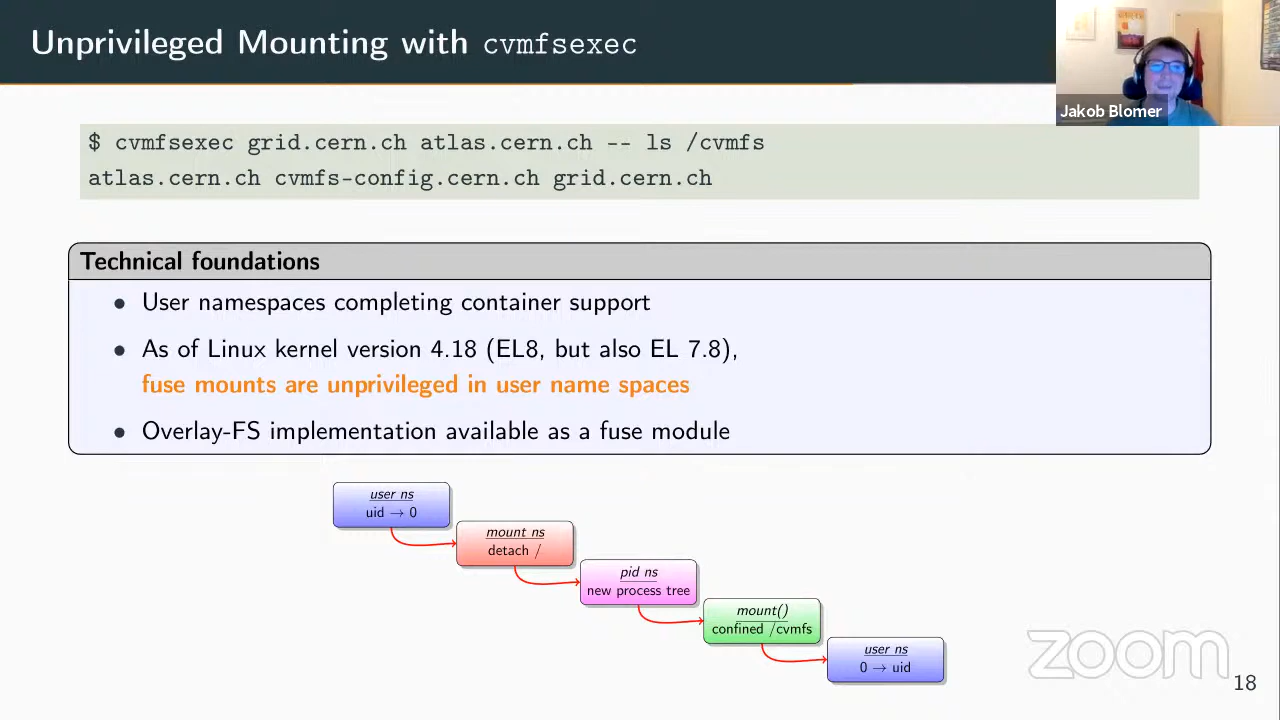 Unprivileged Mounting with cvmfsexec
Jakob Blomer
$ cvmfsexec grid.cern.ch atlas.cern.ch -- ls /cvmfs
atlas.cern.ch cvmfs-config.cern.ch grid.cern.ch
Technical foundations
• User namespaces completing container support
• As of Linux kernel version 4.18 (EL8, but also EL 7.8),
fuse mounts are unprivileged in user name spaces
• Overlay-FS implementation available as a fuse module
user ns
uid → 0
mount ns
detach /
pid ns
new process tree
mount()
confined /cvmfs
user ns
0 → uid
zoom
18